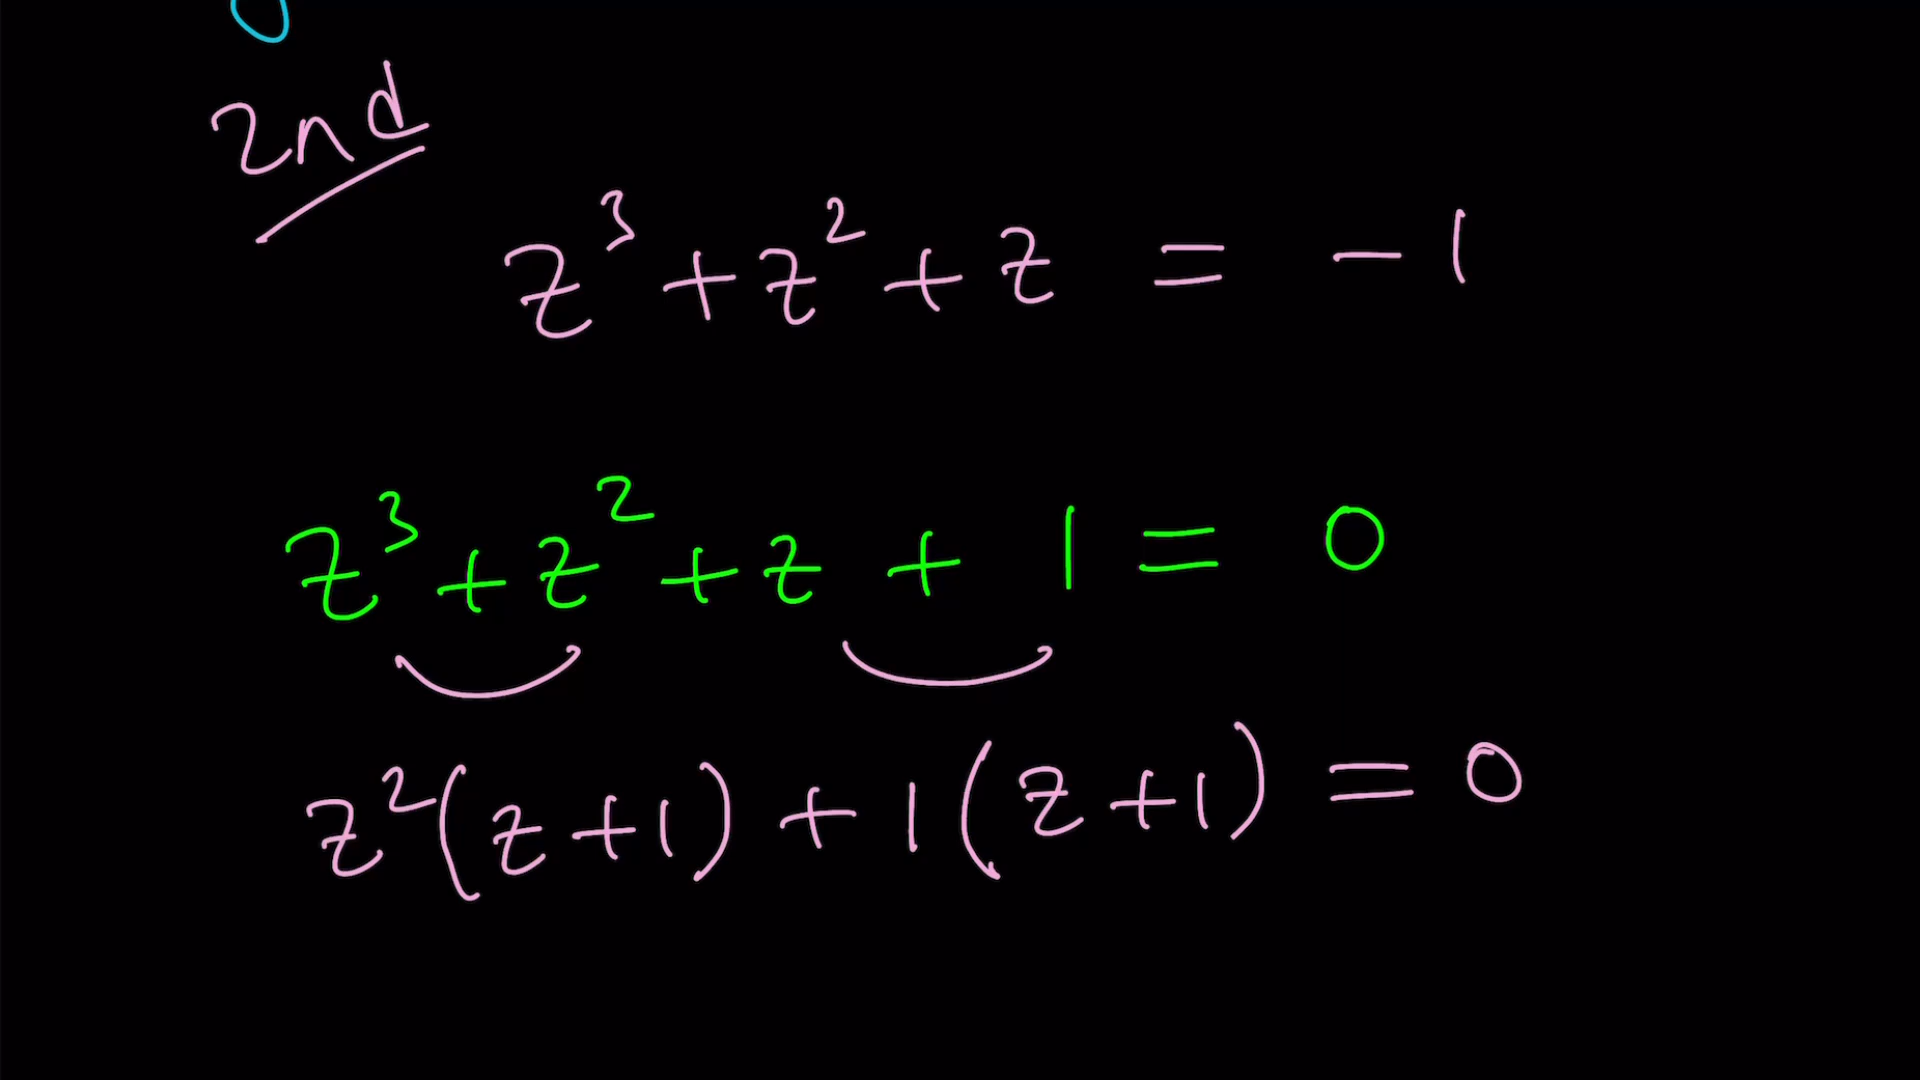 2nd
z³ + z² + z = -1
z³ + z² + z + 1 = 0
z²(z+1) + 1(z+1) = 0